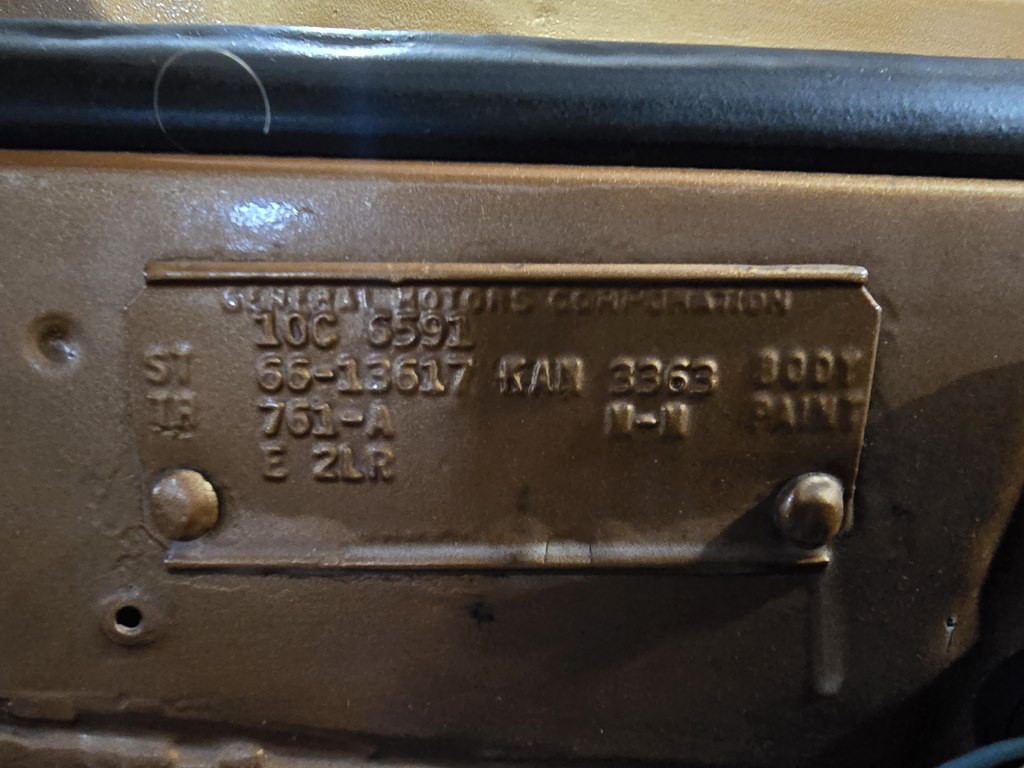 GENERAL MOTORS CORPORATION
10C 6591
ST 66-13617 KAN 3363 BODY
TR 761-A N-N PAINT
E 2LR